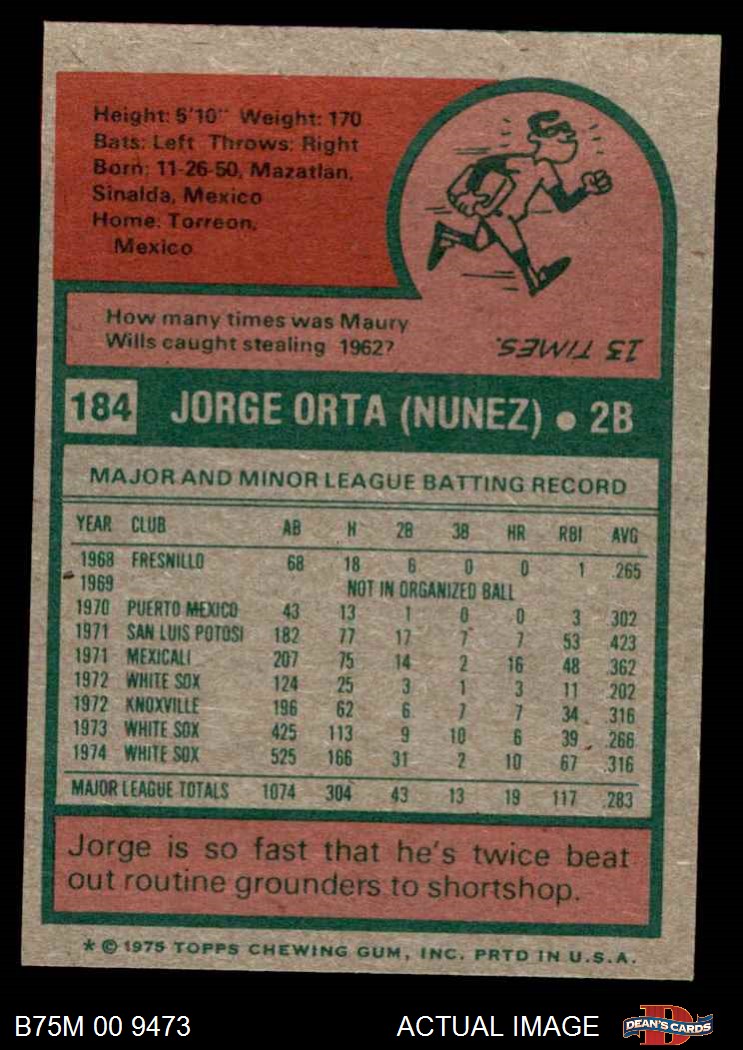 Height: 5'10" Weight: 170
Bats: Left Throws: Right
Born: 11-26-50, Mazatlan,
Sinalda, Mexico
Home: Torreon,
Mexico
How many times was Maury
Wills caught stealing 1962?
13 TIMES.
184 JORGE ORTA (NUNEZ) • 2B
MAJOR AND MINOR LEAGUE BATTING RECORD
YEAR CLUB AB H 2B 3B HR RBI AVG
1968 FRESNILLO 68 18 6 0 0 1 .265
1969 NOT IN ORGANIZED BALL
1970 PUERTO MEXICO 43 13 1 0 0 3 .302
1971 SAN LUIS POTOSI 182 77 17 7 7 53 .423
1971 MEXICALI 207 75 14 2 16 48 .362
1972 WHITE SOX 124 25 3 1 3 11 .202
1972 KNOXVILLE 196 62 6 7 7 34 .316
1973 WHITE SOX 425 113 9 10 6 39 .266
1974 WHITE SOX 525 166 31 2 10 67 .316
MAJOR LEAGUE TOTALS 1074 304 43 13 19 117 .283
Jorge is so fast that he's twice beat
out routine grounders to shortshop.
* © 1975 TOPPS CHEWING GUM, INC. PRTD IN U.S.A.
B75M 00 9473 ACTUAL IMAGE DEAN'S CARDS